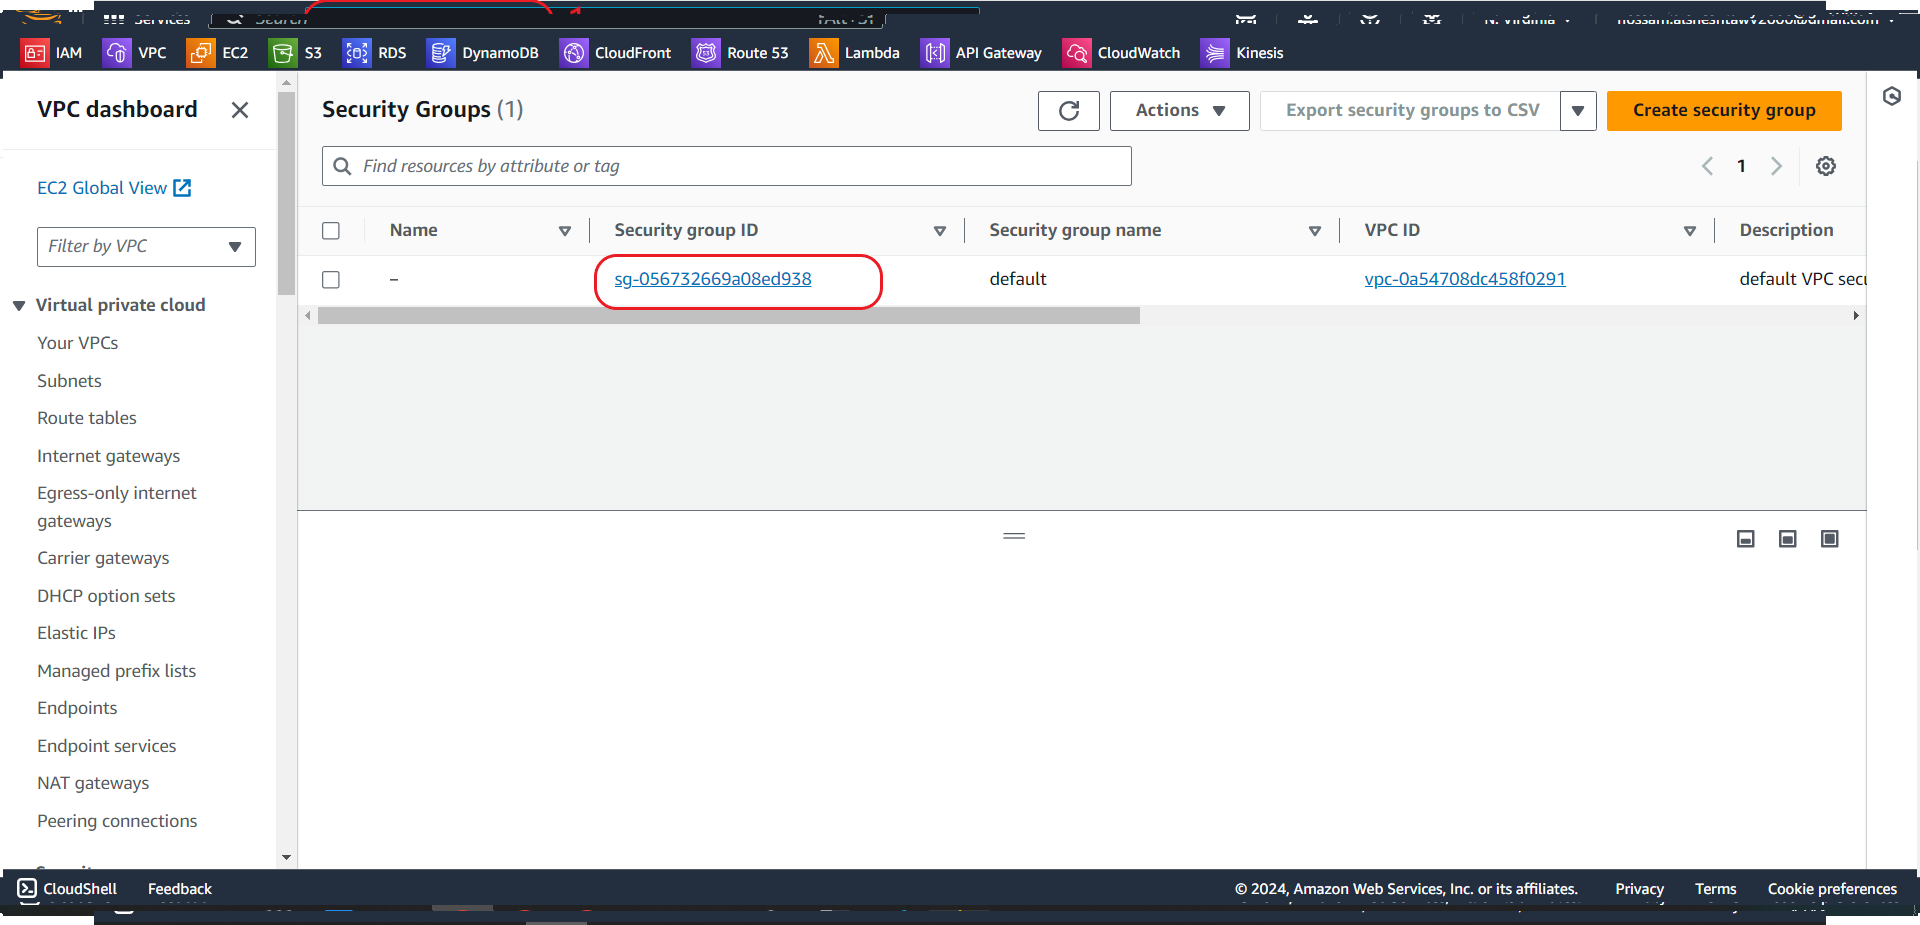 Services
Search
N. Virginia
IAM VPC EC2 S3 RDS DynamoDB CloudFront Route 53 Lambda API Gateway CloudWatch Kinesis
VPC dashboard
Security Groups (1)
Actions
Export security groups to CSV
Create security group
Find resources by attribute or tag
1
EC2 Global View
Filter by VPC
Name Security group ID Security group name VPC ID Description
– sg-056732669a08ed938 default vpc-0a54708dc458f0291 default VPC secu
Virtual private cloud
Your VPCs
Subnets
Route tables
Internet gateways
Egress-only internet
gateways
Carrier gateways
DHCP option sets
Elastic IPs
Managed prefix lists
Endpoints
Endpoint services
NAT gateways
Peering connections
CloudShell Feedback
© 2024, Amazon Web Services, Inc. or its affiliates. Privacy Terms Cookie preferences